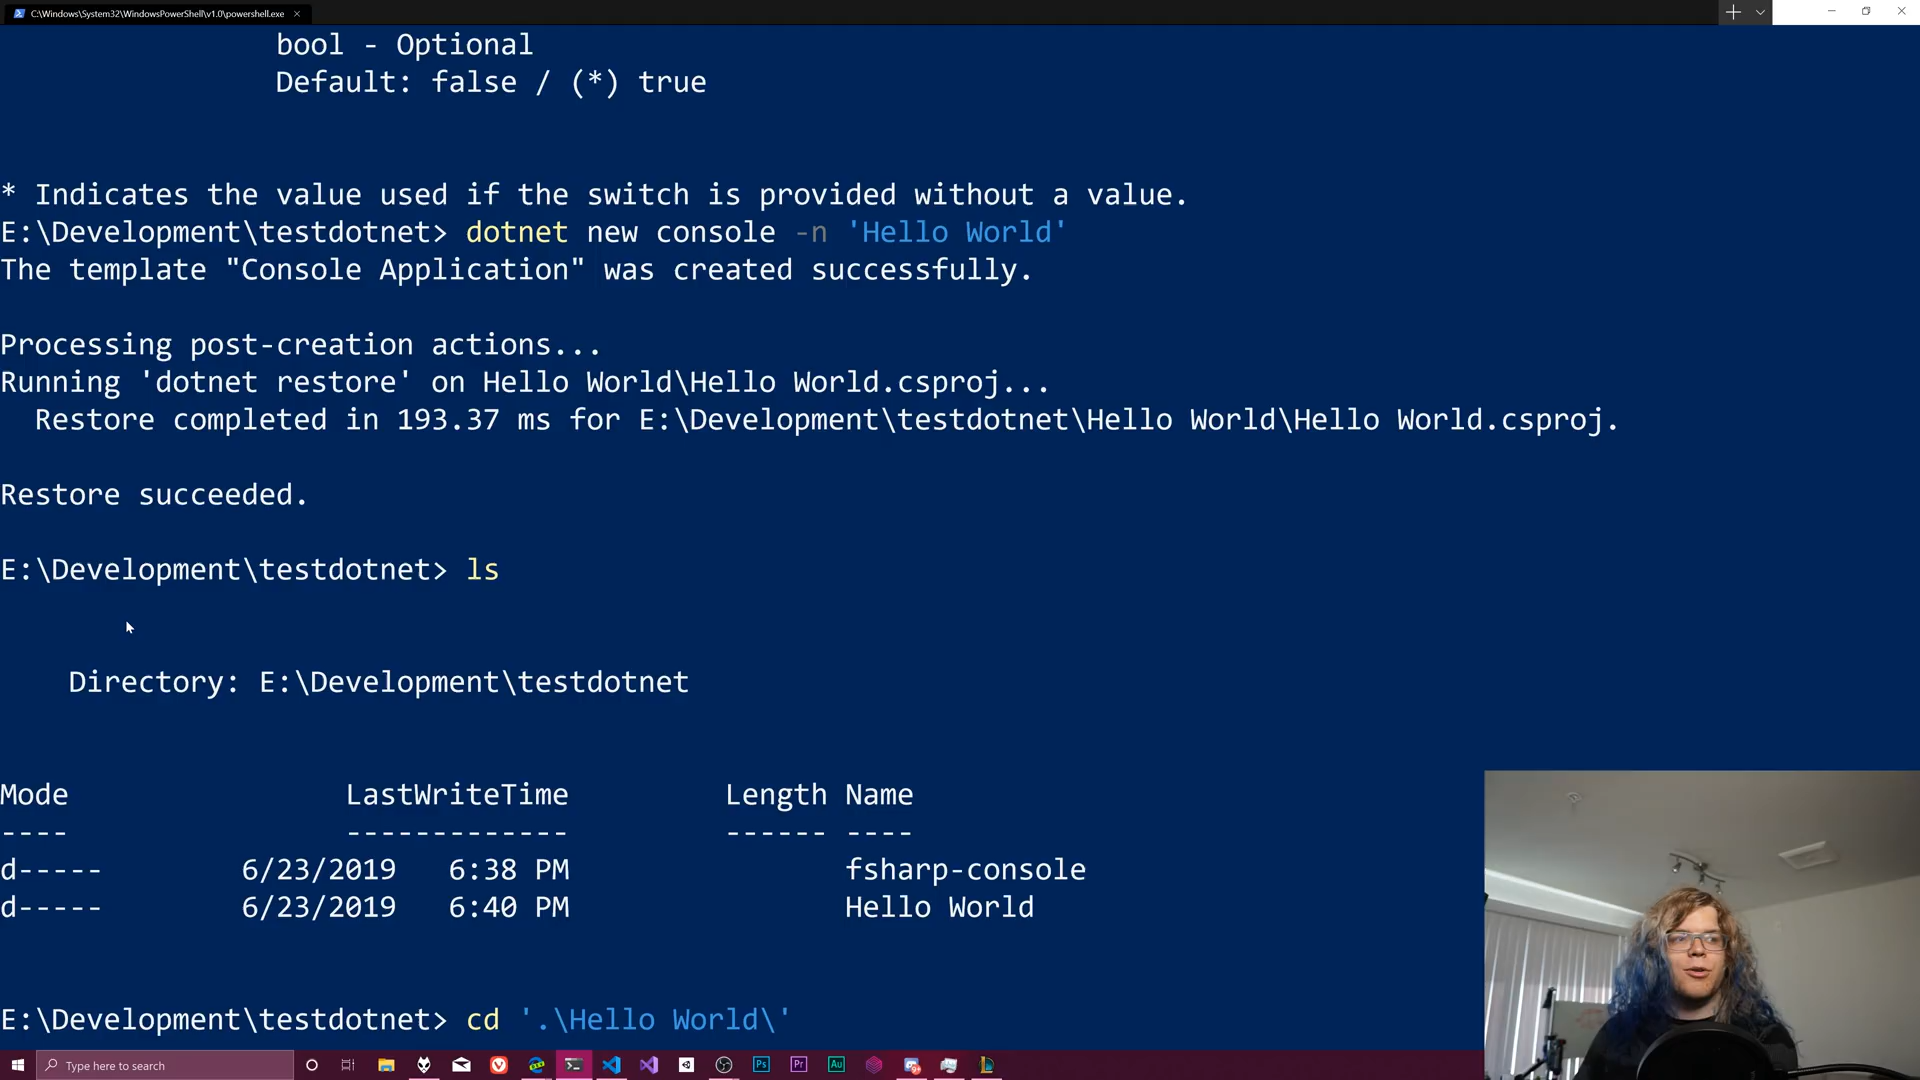 C:\Windows\System32\WindowsPowerShell\v1.0\powershell.exe
bool - Optional
Default: false / (*) true
* Indicates the value used if the switch is provided without a value.
E:\Development\testdotnet> dotnet new console -n 'Hello World'
The template "Console Application" was created successfully.
Processing post-creation actions...
Running 'dotnet restore' on Hello World\Hello World.csproj...
Restore completed in 193.37 ms for E:\Development\testdotnet\Hello World\Hello World.csproj.
Restore succeeded.
E:\Development\testdotnet> ls
Directory: E:\Development\testdotnet
Mode LastWriteTime Length Name
---- ------------- ------ ----
d----- 6/23/2019 6:38 PM fsharp-console
d----- 6/23/2019 6:40 PM Hello World
E:\Development\testdotnet> cd '.\Hello World\'
Type here to search
Ps
Pr
Au